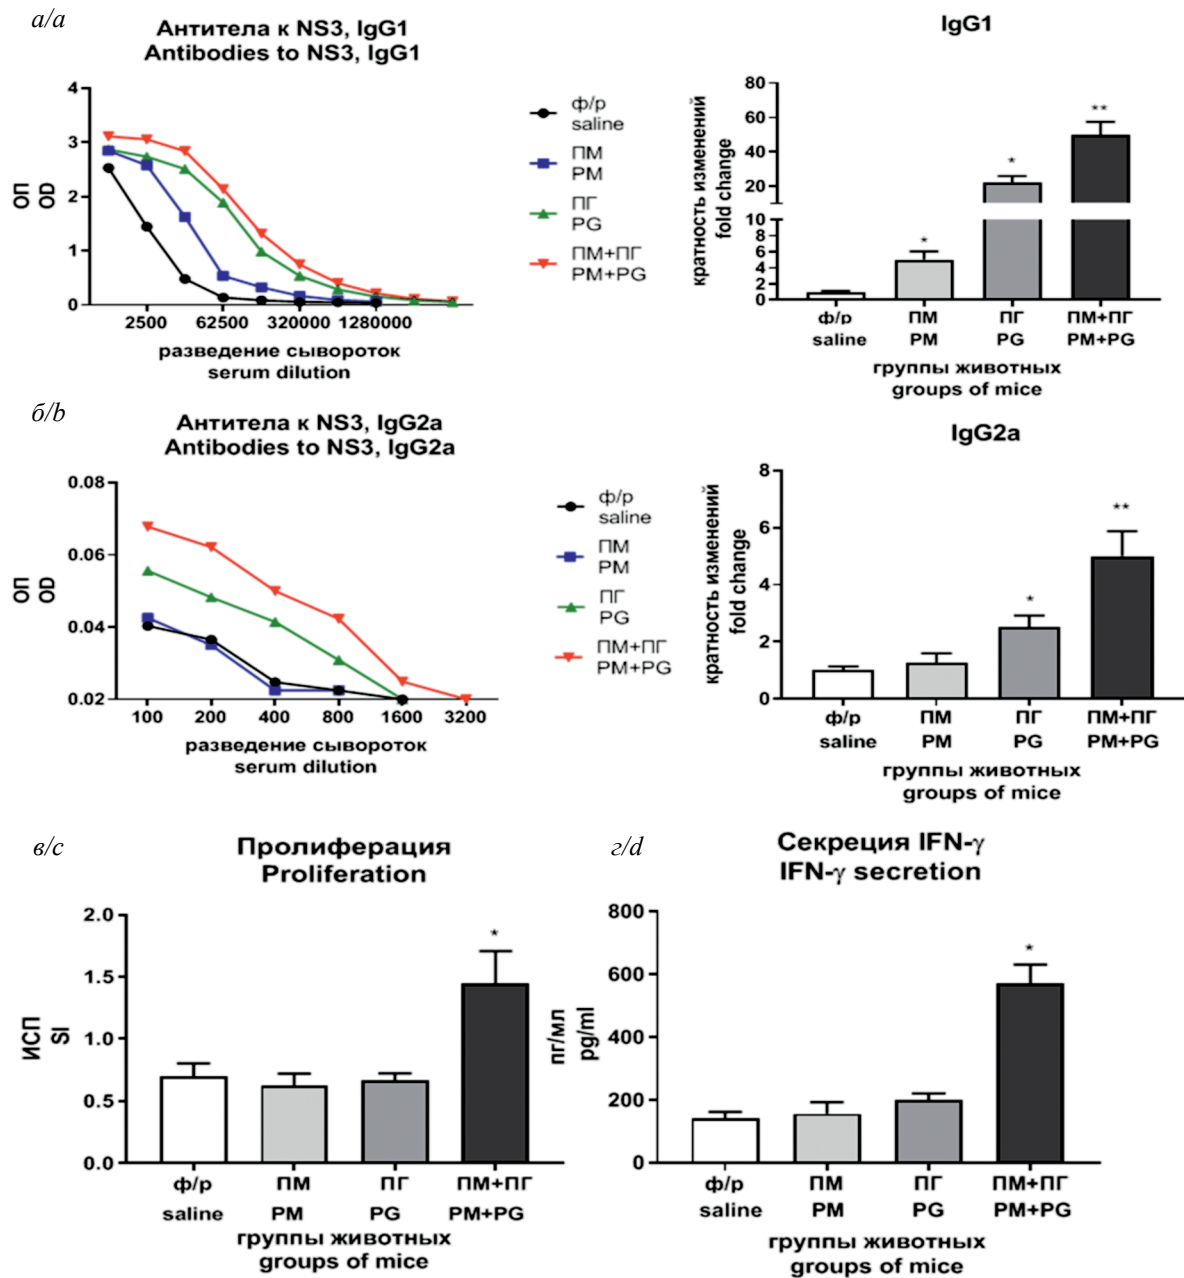 а/a
Антитела к NS3, IgG1
Antibodies to NS3, IgG1
ОП
OD
4
3
2
1
0
2500 62500 320000 1280000
разведение сывороток
serum dilution
ф/р
saline
ПМ
PM
ПГ
PG
ПМ+ПГ
PM+PG
IgG1
кратность изменений
fold change
80
60
40
20
10
8
6
4
2
0
*
*
**
ф/р ПМ ПГ ПМ+ПГ
saline PM PG PM+PG
группы животных
groups of mice
б/b
Антитела к NS3, IgG2a
Antibodies to NS3, IgG2a
ОП
OD
0.08
0.06
0.04
0.02
100 200 400 800 1600 3200
разведение сывороток
serum dilution
ф/р
saline
ПМ
PM
ПГ
PG
ПМ+ПГ
PM+PG
IgG2a
кратность изменений
fold change
8
6
4
2
0
*
**
ф/р ПМ ПГ ПМ+ПГ
saline PM PG PM+PG
группы животных
groups of mice
в/c
Пролиферация
Proliferation
ИСП
SI
2.0
1.5
1.0
0.5
0.0
*
ф/р ПМ ПГ ПМ+ПГ
saline PM PG PM+PG
группы животных
groups of mice
г/d
Секреция IFN-γ
IFN-γ secretion
пг/мл
pg/ml
800
600
400
200
0
*
ф/р ПМ ПГ ПМ+ПГ
saline PM PG PM+PG
группы животных
groups of mice